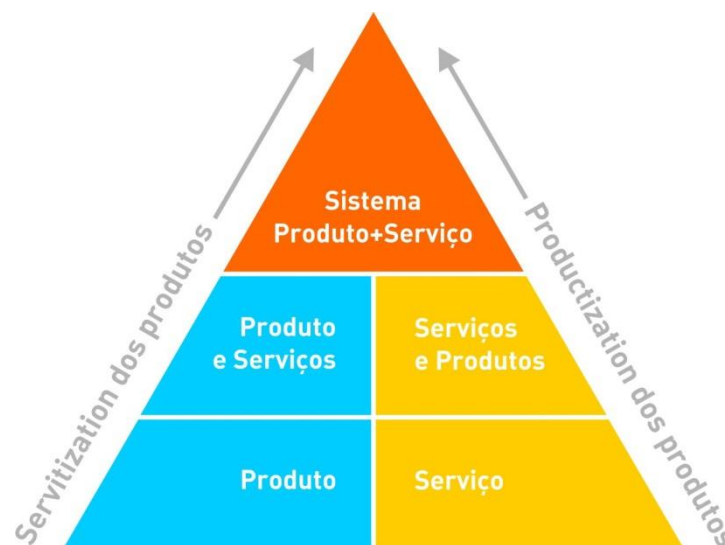 Sistema
Produto+Serviço
Produto
e Serviços
Serviços
e Produtos
Produto
Serviço
Servitization dos produtos
Productization dos produtos